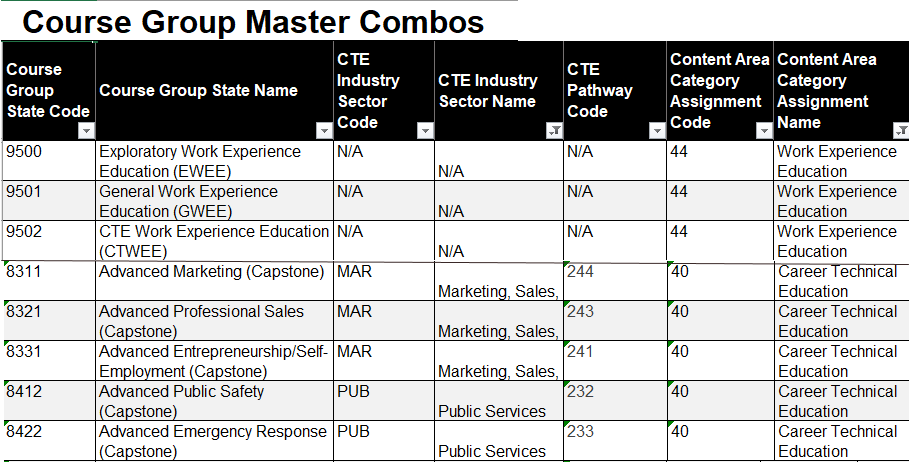 Course Group Master Combos
Course Group State Code | Course Group State Name | CTE Industry Sector Code | CTE Industry Sector Name | CTE Pathway Code | Content Area Category Assignment Code | Content Area Category Assignment Name
9500 | Exploratory Work Experience Education (EWEE) | N/A | N/A | N/A | 44 | Work Experience Education
9501 | General Work Experience Education (GWEE) | N/A | N/A | N/A | 44 | Work Experience Education
9502 | CTE Work Experience Education (CTWEE) | N/A | N/A | N/A | 44 | Work Experience Education
8311 | Advanced Marketing (Capstone) | MAR | Marketing, Sales, | 244 | 40 | Career Technical Education
8321 | Advanced Professional Sales (Capstone) | MAR | Marketing, Sales, | 243 | 40 | Career Technical Education
8331 | Advanced Entrepreneurship/Self-Employment (Capstone) | MAR | Marketing, Sales, | 241 | 40 | Career Technical Education
8412 | Advanced Public Safety (Capstone) | PUB | Public Services | 232 | 40 | Career Technical Education
8422 | Advanced Emergency Response (Capstone) | PUB | Public Services | 233 | 40 | Career Technical Education